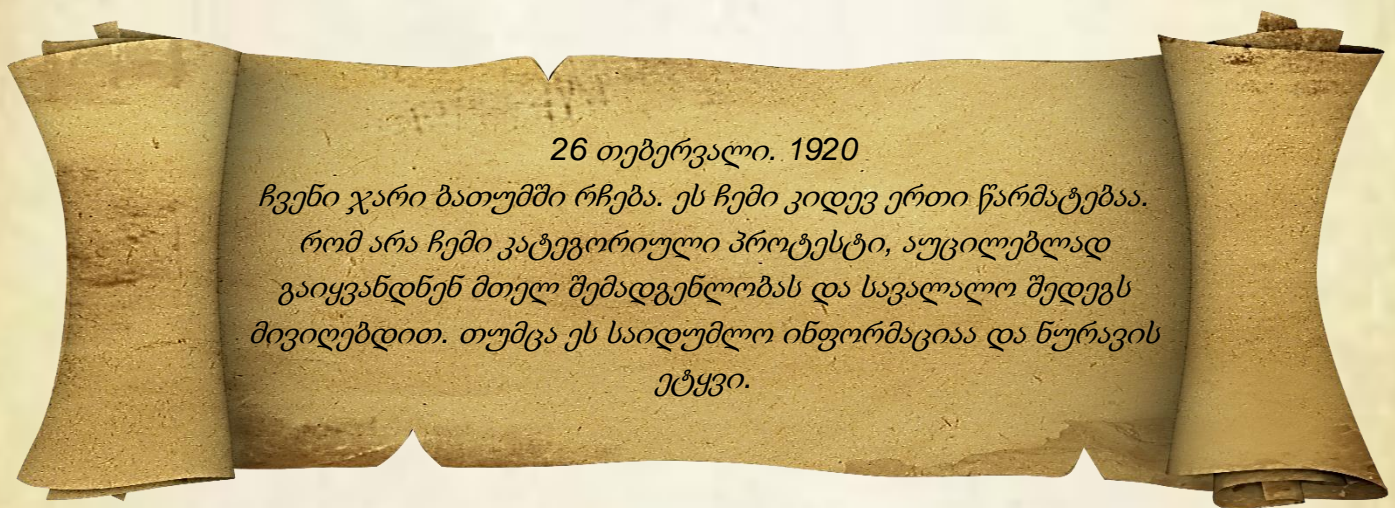 26 თებერვალი. 1920
ჩვენი ჯარი ბათუმში რჩება. ეს ჩემი კიდევ ერთი წარმატებაა.
რომ არა ჩემი კატეგორიული პროტესტი, აუცილებლად
გაიყვანდნენ მთელ შემადგენლობას და სავალალო შედეგს
მივიღებდით. თუმცა ეს საიდუმლო ინფორმაციაა და ნურავის
ეტყვი.